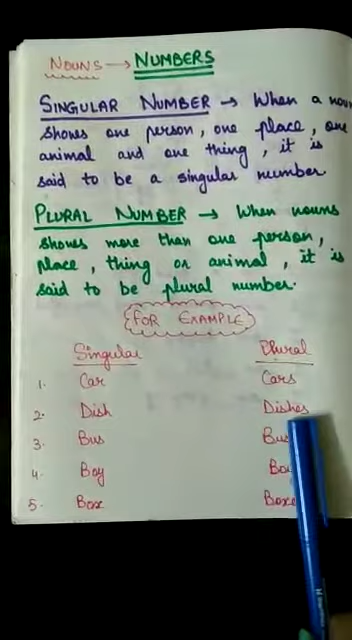 NOUNS → NUMBERS
SINGULAR NUMBER → When a noun
shows one person, one place, one
animal and one thing, it is
said to be a singular number
PLURAL NUMBER → When nouns
shows more than one person,
place, thing or animal, it is
said to be plural number.
FOR EXAMPLE
Singular Plural
1. Car Cars
2. Dish Dishes
3. Bus Bus
4. Boy Bo
5. Box Boxe